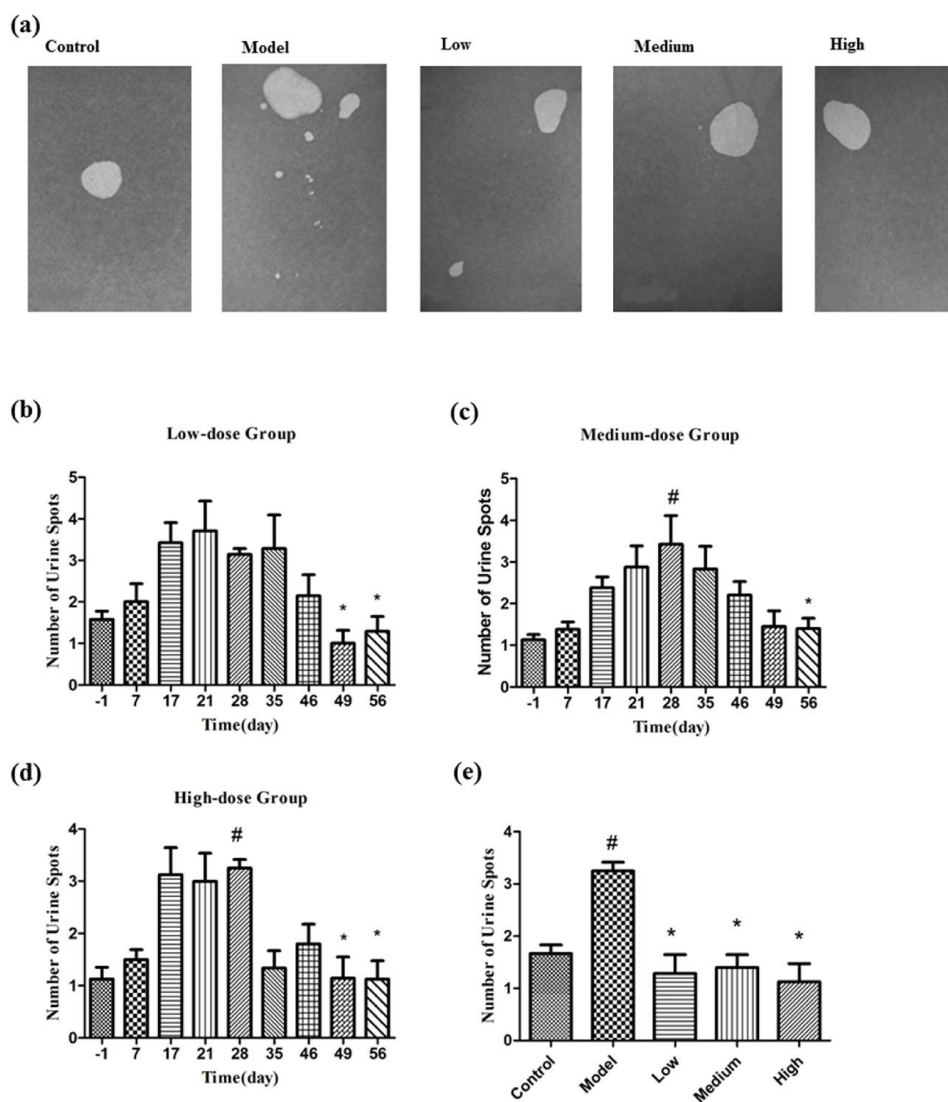 (a)
Control Model Low Medium High
(b)
Low-dose Group
Number of Urine Spots
5
4
3
2
1
0
-1 7 17 21 28 35 46 49 56
* *
Time(day)
(c)
Medium-dose Group
Number of Urine Spots
5
4
3
2
1
0
#
*
-1 7 17 21 28 35 46 49 56
Time(day)
(d)
High-dose Group
Number of Urine Spots
4
3
2
1
0
#
* *
-1 7 17 21 28 35 46 49 56
Time(day)
(e)
Number of Urine Spots
4
3
2
1
0
#
* * *
Control Model Low Medium High